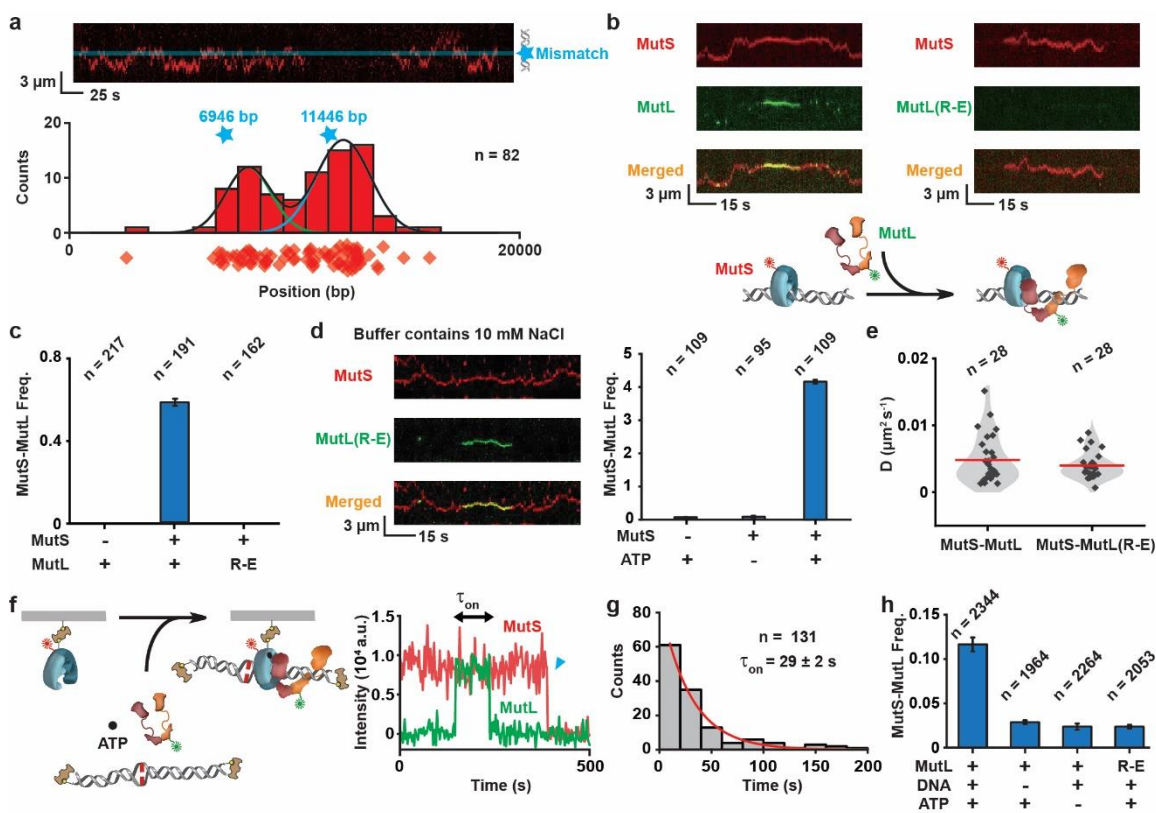 a
Mismatch
3 µm
25 s
6946 bp
11446 bp
n = 82
Counts
20
10
0
0
20000
Position (bp)
b
MutS
MutL
Merged
3 µm
15 s
MutS
MutL(R-E)
Merged
3 µm
15 s
MutS
MutL
c
MutS-MutL Freq.
0.8
0.4
0
n = 217
n = 191
n = 162
MutS - + +
MutL + + R-E
d
Buffer contains 10 mM NaCl
MutS
MutL(R-E)
Merged
3 µm
15 s
MutS-MutL Freq.
5
4
3
2
1
0
n = 109
n = 95
n = 109
MutS - + +
ATP + - +
e
D (µm² s⁻¹)
0.02
0.01
0
n = 28
n = 28
MutS-MutL
MutS-MutL(R-E)
f
ATP
Intensity (10⁴ a.u.)
1.5
1.0
0.5
0.0
τon
MutS
MutL
0
500
Time (s)
g
Counts
80
60
40
20
0
n = 131
τon = 29 ± 2 s
0 50 100 150 200
Time (s)
h
MutS-MutL Freq.
0.15
0.10
0.05
0
n = 2344
n = 1964
n = 2264
n = 2053
MutL + + + R-E
DNA + - + +
ATP + + - +